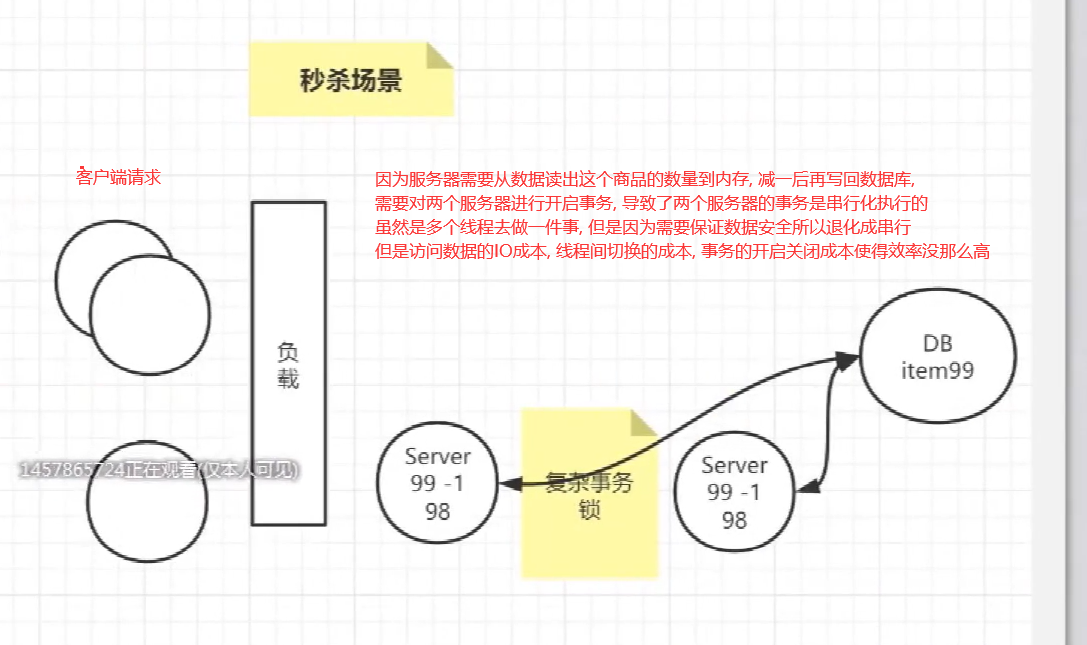 秒杀场景
客户端请求
因为服务器需要从数据读出这个商品的数量到内存, 减一后再写回数据库,
需要对两个服务器进行开启事务, 导致了两个服务器的事务是串行化执行的
虽然是多个线程去做一件事, 但是因为需要保证数据安全所以退化成串行
但是访问数据的IO成本, 线程间切换的成本, 事务的开启关闭成本使得效率没那么高
负
载
DB
item99
1457865724正在观看(仅本人可见)
Server
99 -1
98
复杂事务
锁
Server
99 -1
98